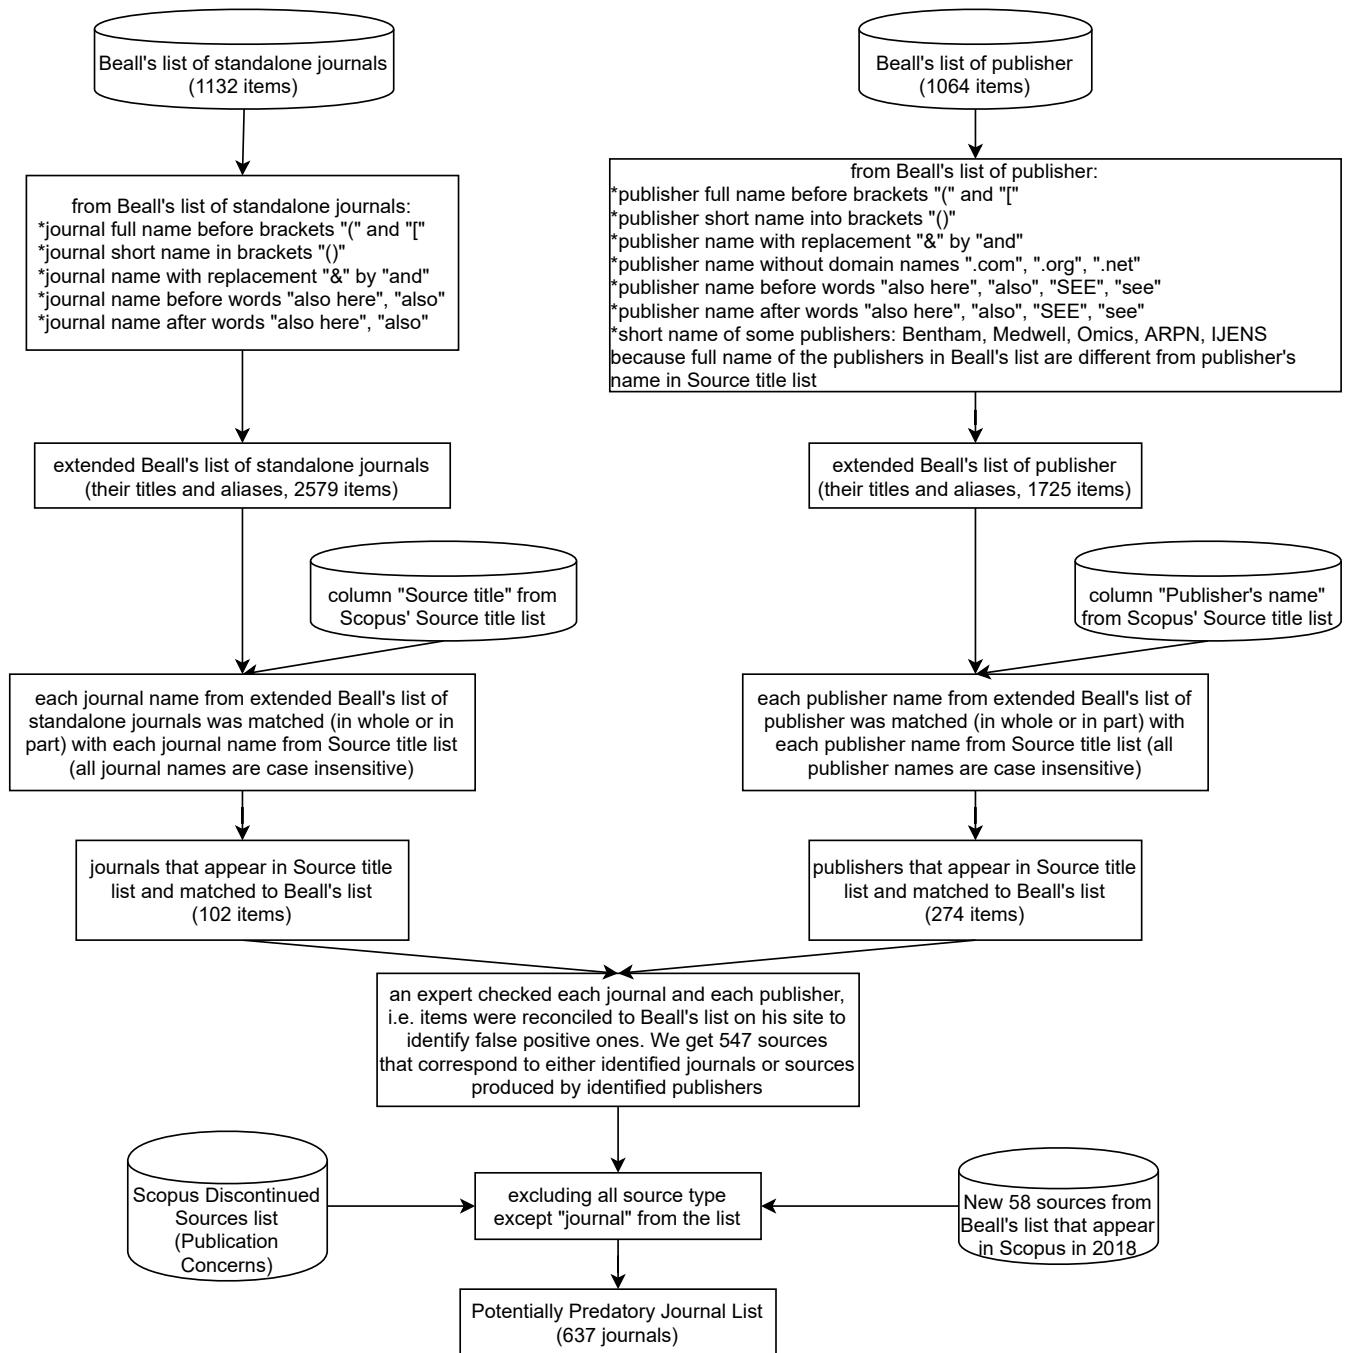 Beall's list of standalone journals
(1132 items)
Beall's list of publisher
(1064 items)
from Beall's list of standalone journals:
*journal full name before brackets "(" and "["
*journal short name in brackets "()"
*journal name with replacement "&" by "and"
*journal name before words "also here", "also"
*journal name after words "also here", "also"
from Beall's list of publisher:
*publisher full name before brackets "(" and "["
*publisher short name into brackets "()"
*publisher name with replacement "&" by "and"
*publisher name without domain names ".com", ".org", ".net"
*publisher name before words "also here", "also", "SEE", "see"
*publisher name after words "also here", "also", "SEE", "see"
*short name of some publishers: Bentham, Medwell, Omics, ARPN, IJENS
because full name of the publishers in Beall's list are different from publisher's
name in Source title list
extended Beall's list of standalone journals
(their titles and aliases, 2579 items)
extended Beall's list of publisher
(their titles and aliases, 1725 items)
column "Source title" from
Scopus' Source title list
column "Publisher's name"
from Scopus' Source title list
each journal name from extended Beall's list of
standalone journals was matched (in whole or in
part) with each journal name from Source title list
(all journal names are case insensitive)
each publisher name from extended Beall's list of
publisher was matched (in whole or in part) with
each publisher name from Source title list (all
publisher names are case insensitive)
journals that appear in Source title
list and matched to Beall's list
(102 items)
publishers that appear in Source title
list and matched to Beall's list
(274 items)
an expert checked each journal and each publisher,
i.e. items were reconciled to Beall's list on his site to
identify false positive ones. We get 547 sources
that correspond to either identified journals or sources
produced by identified publishers
Scopus Discontinued
Sources list
(Publication
Concerns)
excluding all source type
except "journal" from the list
New 58 sources from
Beall's list that appear
in Scopus in 2018
Potentially Predatory Journal List
(637 journals)